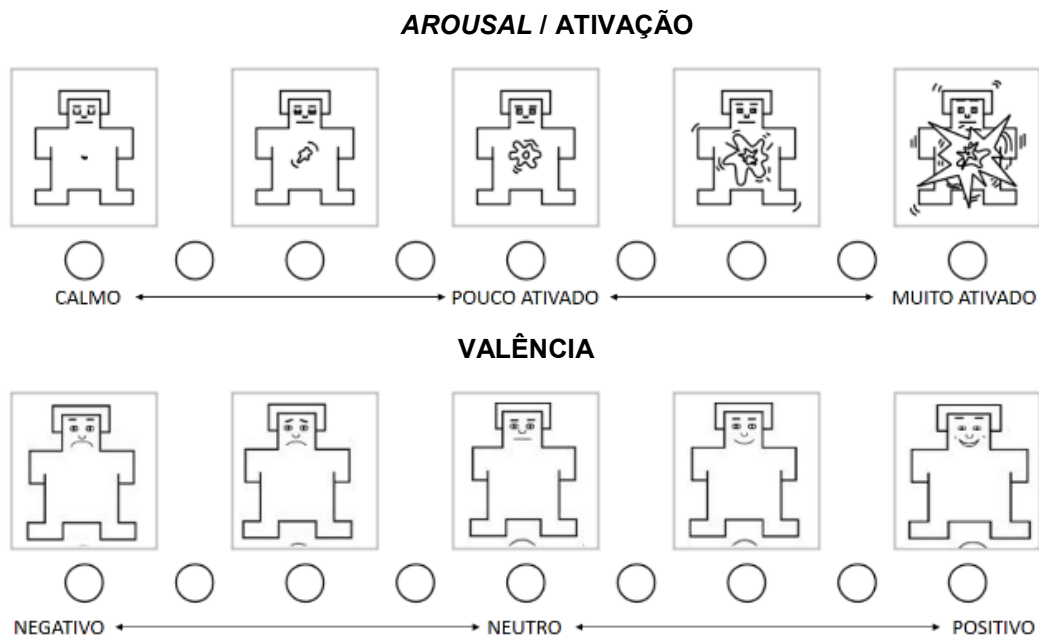 AROUSAL / ATIVAÇÃO
CALMO POUCO ATIVADO MUITO ATIVADO
VALÊNCIA
NEGATIVO NEUTRO POSITIVO